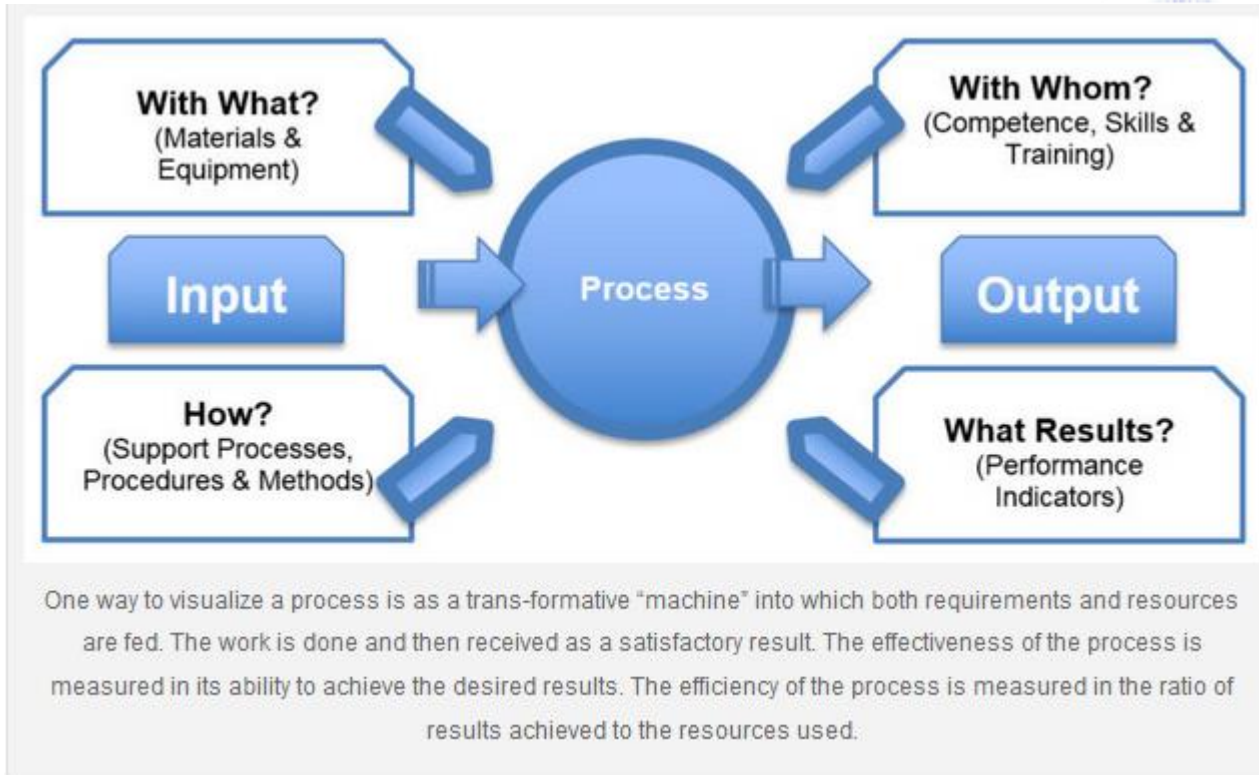 With What?
(Materials &
Equipment)
With Whom?
(Competence, Skills &
Training)
Input
Process
Output
How?
(Support Processes,
Procedures & Methods)
What Results?
(Performance
Indicators)
One way to visualize a process is as a trans-formative “machine” into which both requirements and resources
are fed. The work is done and then received as a satisfactory result. The effectiveness of the process is
measured in its ability to achieve the desired results. The efficiency of the process is measured in the ratio of
results achieved to the resources used.